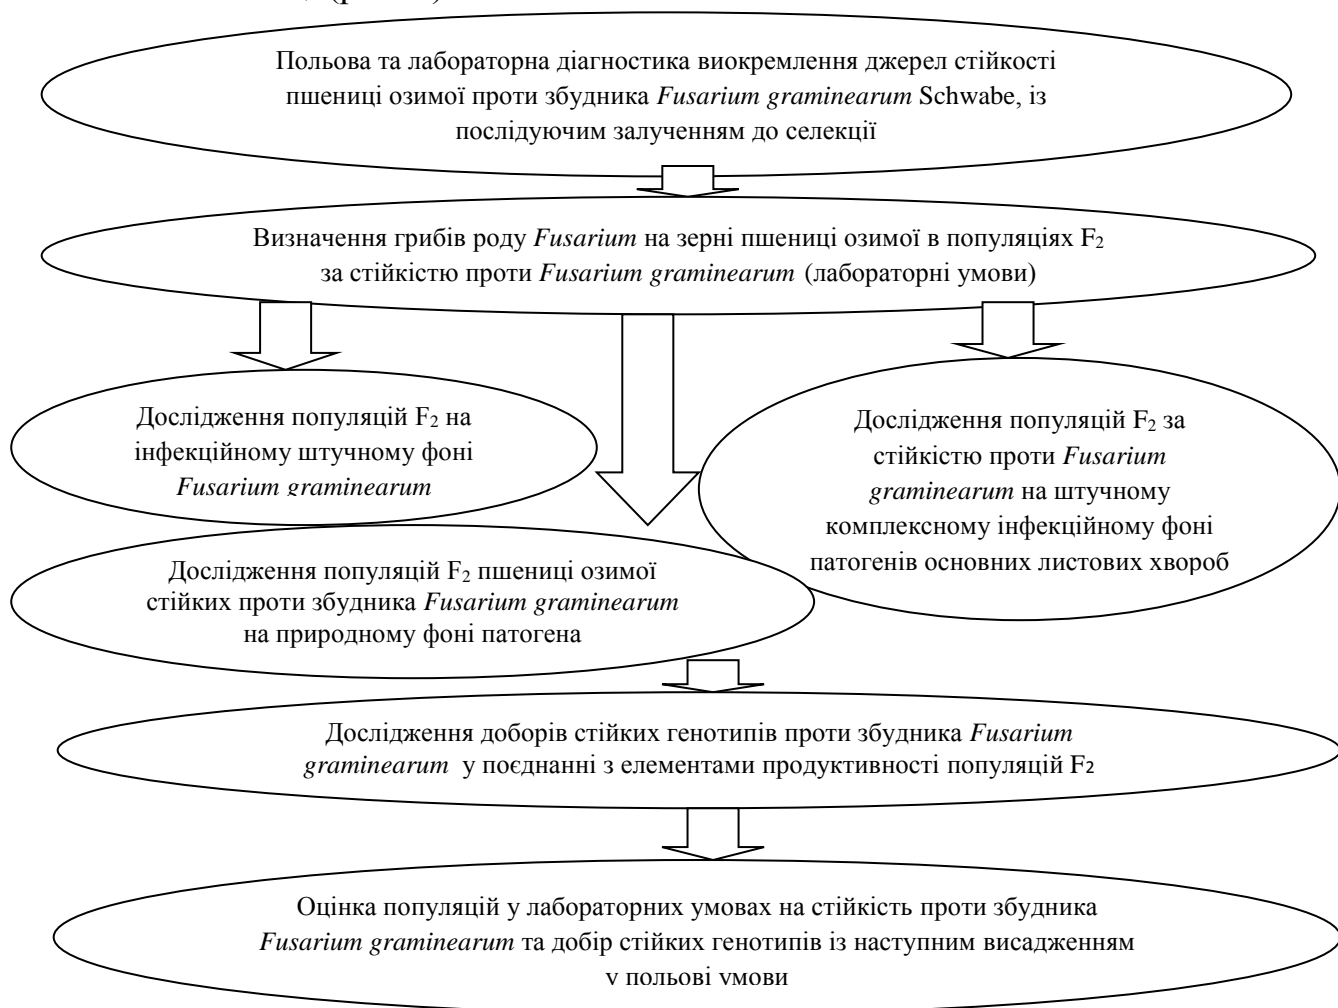 Польова та лабораторна діагностика виокремлення джерел стійкості
пшениці озимої проти збудника Fusarium graminearum Schwabe, із
послідуючим залученням до селекції
Визначення грибів роду Fusarium на зерні пшениці озимої в популяціях F₂
за стійкістю проти Fusarium graminearum (лабораторні умови)
Дослідження популяцій F₂ на
інфекційному штучному фоні
Fusarium graminearum
Дослідження популяцій F₂ за
стійкістю проти Fusarium
graminearum на штучному
комплексному інфекційному фоні
патогенів основних листових хвороб
Дослідження популяцій F₂ пшениці озимої
стійких проти збудника Fusarium graminearum
на природному фоні патогена
Дослідження доборів стійких генотипів проти збудника Fusarium
graminearum у поєднанні з елементами продуктивності популяцій F₂
Оцінка популяцій у лабораторних умовах на стійкість проти збудника
Fusarium graminearum та добір стійких генотипів із наступним висадженням
у польові умови